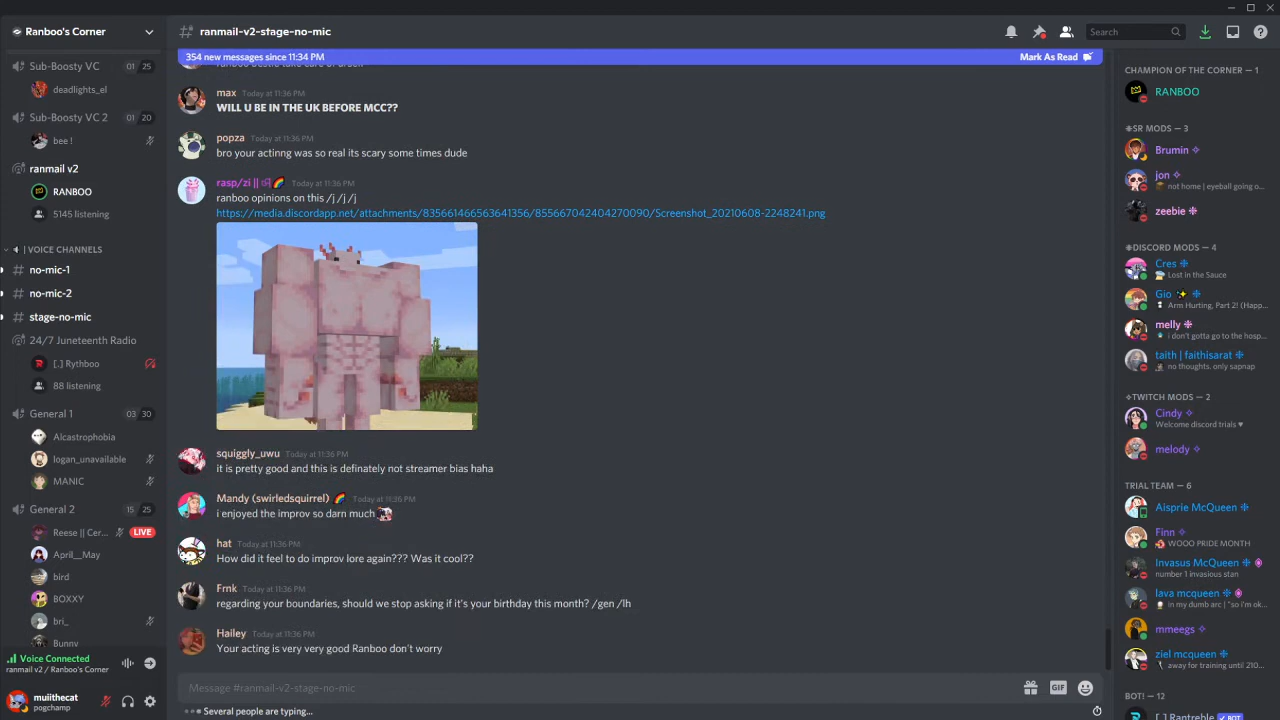 Ranboo's Corner
Sub-Boosty VC 01 25
deadlights_el
Sub-Boosty VC 2 01 20
bee !
ranmail v2
RANBOO
5145 listening
VOICE CHANNELS
no-mic-1
no-mic-2
stage-no-mic
24/7 Juneteenth Radio
[.] Rythboo
88 listening
General 1 03 30
Alcastrophobia
logan_unavailable
MANIC
General 2 15 25
Reese || Cer... LIVE
April__May
bird
BOXXY
bri_
Bunny
Voice Connected
ranmail v2 / Ranboo's Corner
muiithecat
pogchamp
ranmail-v2-stage-no-mic
Search
354 new messages since 11:34 PM Mark As Read
max Today at 11:36 PM
WILL U BE IN THE UK BEFORE MCC??
popza Today at 11:36 PM
bro your actinng was so real its scary some times dude
rasp/zi || Today at 11:36 PM
ranboo opinions on this /j /j /j
https://media.discordapp.net/attachments/835661466563641356/855667042404270090/Screenshot_20210608-2248241.png
squiggly_uwu Today at 11:36 PM
it is pretty good and this is definately not streamer bias haha
Mandy (swirledsquirrel) Today at 11:36 PM
i enjoyed the improv so darn much
hat Today at 11:36 PM
How did it feel to do improv lore again??? Was it cool??
Frnk Today at 11:36 PM
regarding your boundaries, should we stop asking if it's your birthday this month? /gen /lh
Hailey Today at 11:36 PM
Your acting is very very good Ranboo don't worry
Message #ranmail-v2-stage-no-mic
GIF
Several people are typing...
CHAMPION OF THE CORNER — 1
RANBOO
SR MODS — 3
Brumin
jon
not home | eyeball going o...
zeebie
DISCORD MODS — 4
Cres
Lost in the Sauce
Gio
Arm Hurting, Part 2! (Happ...
melly
i don't gotta go to the hosp...
taith | faithisarat
no thoughts. only sapnap
TWITCH MODS — 2
Cindy
Welcome discord trials ♥
melody
TRIAL TEAM — 6
Aisprie McQueen
Finn
WOOO PRIDE MONTH
Invasus McQueen
number 1 invasious stan
lava mcqueen
in my dumb arc | "so i'm ok...
mmeegs
ziel mcqueen
away for training until 210...
BOT! — 12
[.] Rantreble BOT